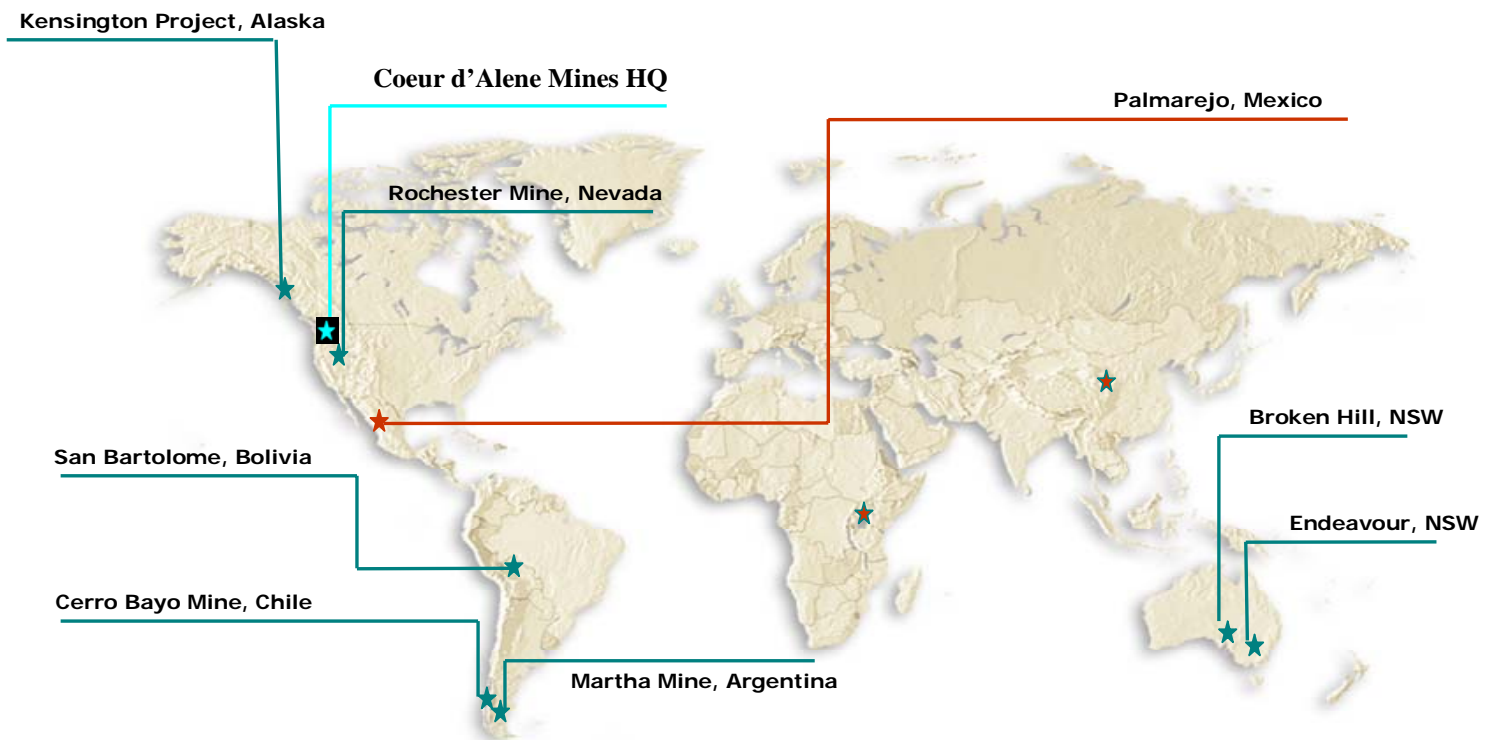 Kensington Project, Alaska
Coeur d’Alene Mines HQ
Palmarejo, Mexico
Rochester Mine, Nevada
Broken Hill, NSW
San Bartolome, Bolivia
Endeavour, NSW
Cerro Bayo Mine, Chile
Martha Mine, Argentina